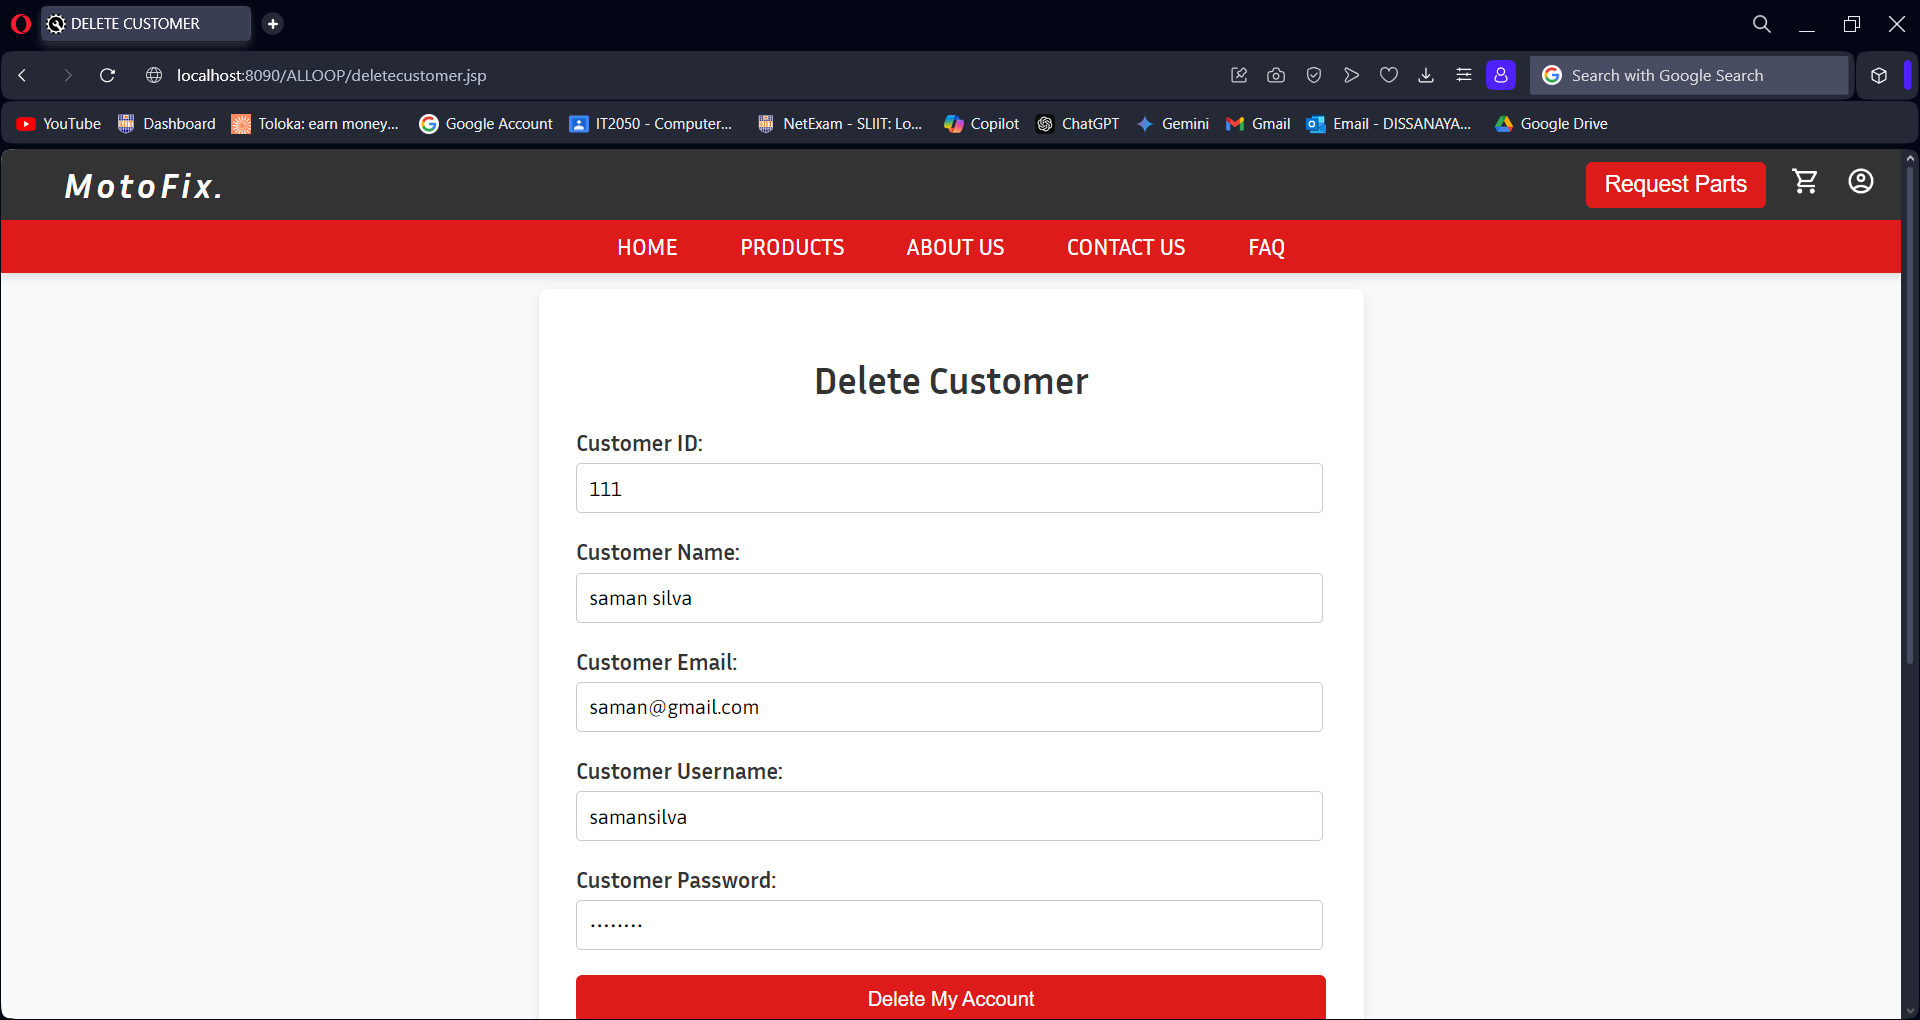 DELETE CUSTOMER
localhost:8090/ALLOOP/deletecustomer.jsp
Search with Google Search
YouTube
Dashboard
Toloka: earn money...
Google Account
IT2050 - Computer...
NetExam - SLIIT: Lo...
Copilot
ChatGPT
Gemini
Gmail
Email - DISSANAYA...
Google Drive
MotoFix.
Request Parts
HOME
PRODUCTS
ABOUT US
CONTACT US
FAQ
Delete Customer
Customer ID:
111
Customer Name:
saman silva
Customer Email:
saman@gmail.com
Customer Username:
samansilva
Customer Password:
········
Delete My Account